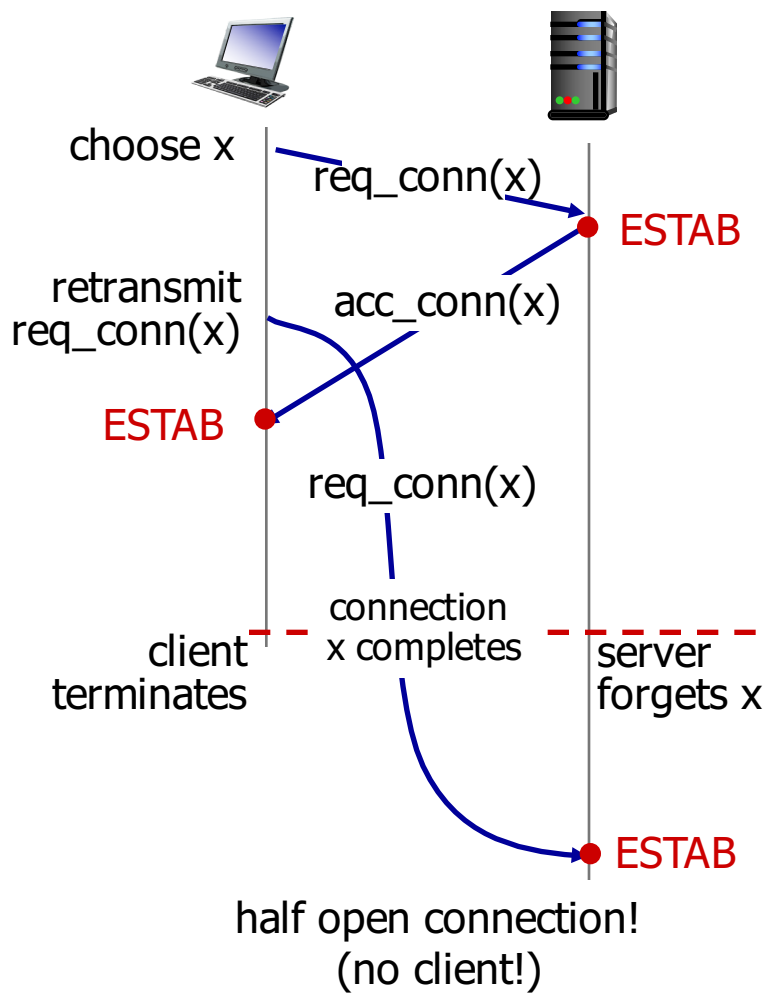 choose x
req_conn(x)
ESTAB
retransmit
req_conn(x)
acc_conn(x)
ESTAB
req_conn(x)
connection
x completes
client
terminates
server
forgets x
ESTAB
half open connection!
(no client!)